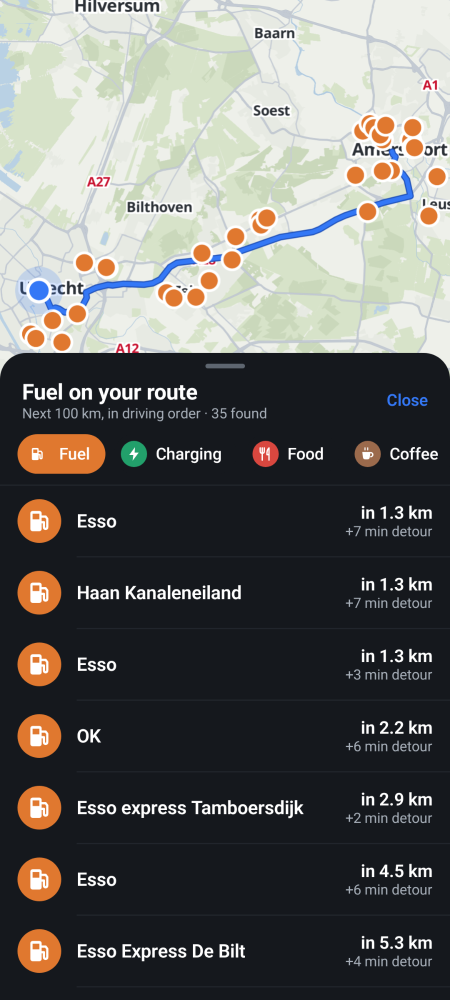 Hilversum
Baarn
A1
Soest
Amersfoort
A27
Bilthoven
Utrecht
A12
Fuel on your route
Next 100 km, in driving order · 35 found
Close
Fuel
Charging
Food
Coffee
Esso
in 1.3 km
+7 min detour
Haan Kanaleneiland
in 1.3 km
+7 min detour
Esso
in 1.3 km
+3 min detour
OK
in 2.2 km
+6 min detour
Esso express Tamboersdijk
in 2.9 km
+2 min detour
Esso
in 4.5 km
+6 min detour
Esso Express De Bilt
in 5.3 km
+4 min detour